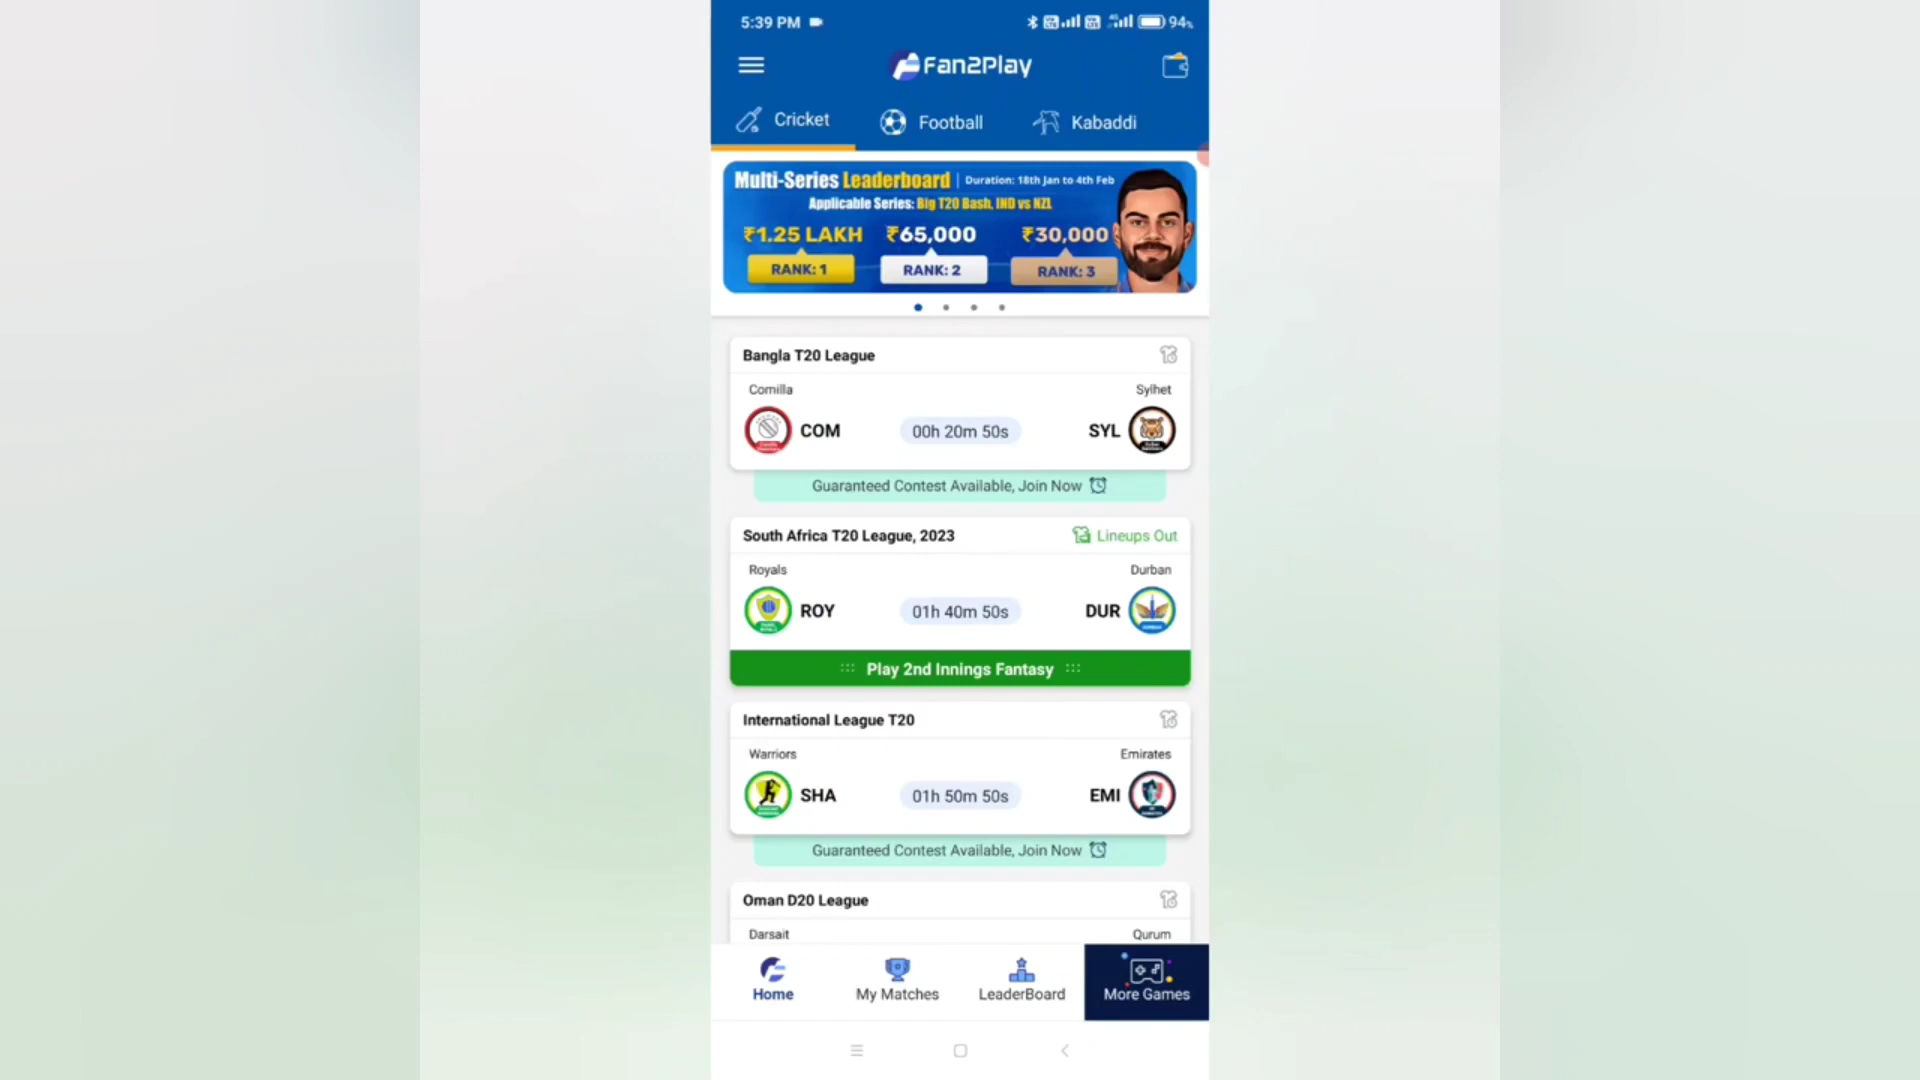 5:39 PM
94%
Fan2Play
Cricket
Football
Kabaddi
Multi-Series Leaderboard | Duration: 18th Jan to 4th Feb
Applicable Series: Big T20 Bash, IND vs NZL
₹1.25 LAKH ₹65,000 ₹30,000
RANK: 1 RANK: 2 RANK: 3
Bangla T20 League
Comilla Sylhet
COM 00h 20m 50s SYL
Guaranteed Contest Available, Join Now
South Africa T20 League, 2023 Lineups Out
Royals Durban
ROY 01h 40m 50s DUR
Play 2nd Innings Fantasy
International League T20
Warriors Emirates
SHA 01h 50m 50s EMI
Guaranteed Contest Available, Join Now
Oman D20 League
Darsait Qurum
Home My Matches LeaderBoard More Games